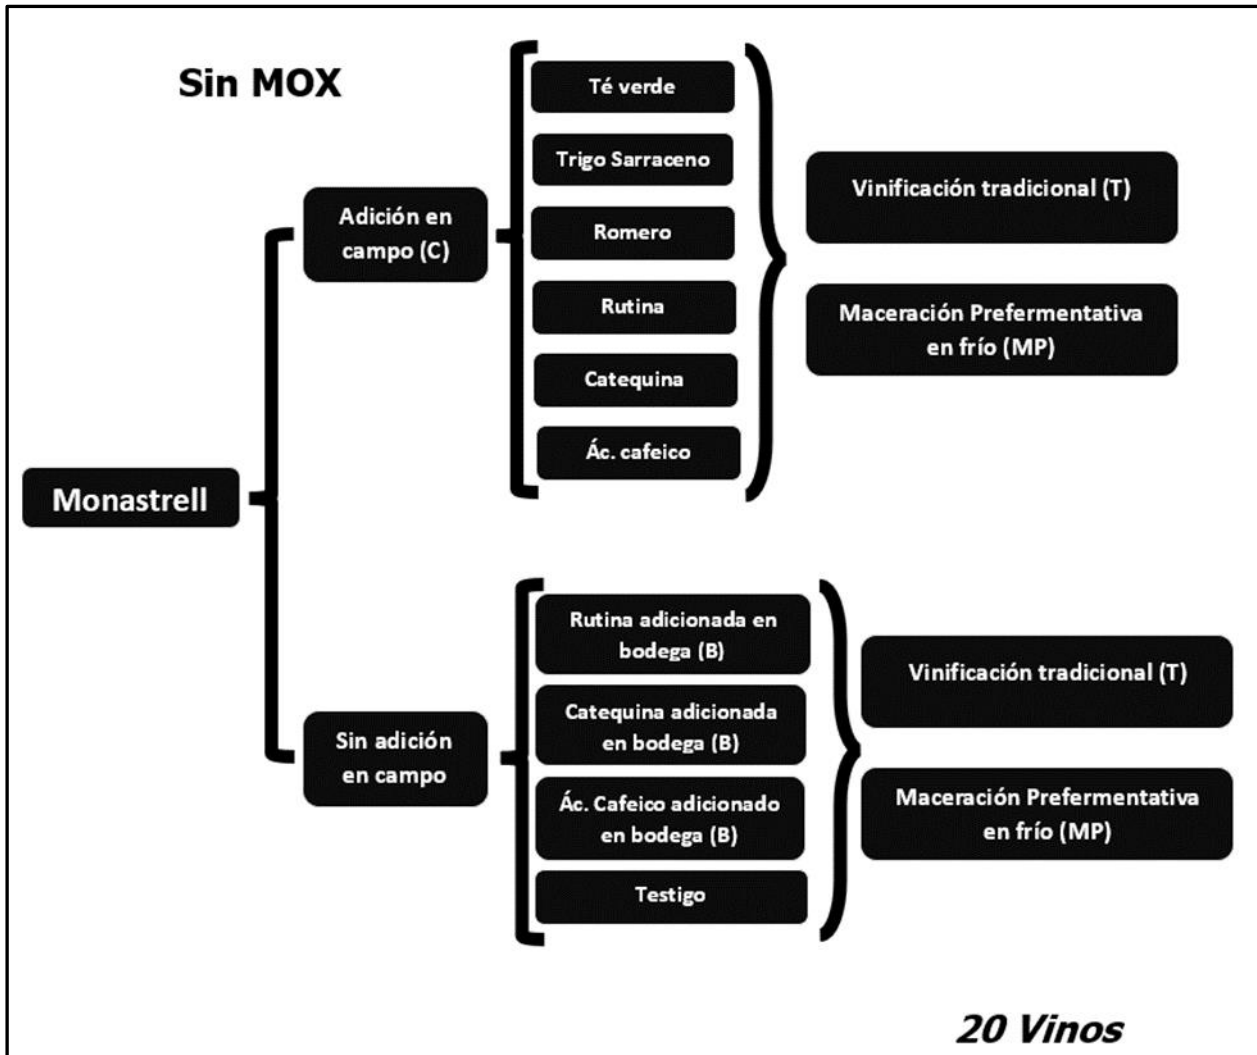 Sin MOX
Té verde
Trigo Sarraceno
Romero
Rutina
Catequina
Ác. cafeico
Adición en
campo (C)
Vinificación tradicional (T)
Maceración Prefermentativa
en frío (MP)
Monastrell
Sin adición
en campo
Rutina adicionada en
bodega (B)
Catequina adicionada
en bodega (B)
Ác. Cafeico adicionado
en bodega (B)
Testigo
Vinificación tradicional (T)
Maceración Prefermentativa
en frío (MP)
20 Vinos